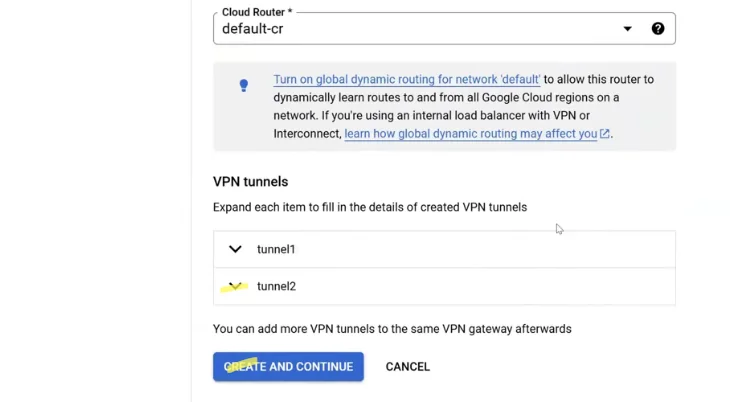 Cloud Router *
default-cr
Turn on global dynamic routing for network 'default' to allow this router to
dynamically learn routes to and from all Google Cloud regions on a
network. If you're using an internal load balancer with VPN or
Interconnect, learn how global dynamic routing may affect you.
VPN tunnels
Expand each item to fill in the details of created VPN tunnels
tunnel1
tunnel2
You can add more VPN tunnels to the same VPN gateway afterwards
CREATE AND CONTINUE CANCEL